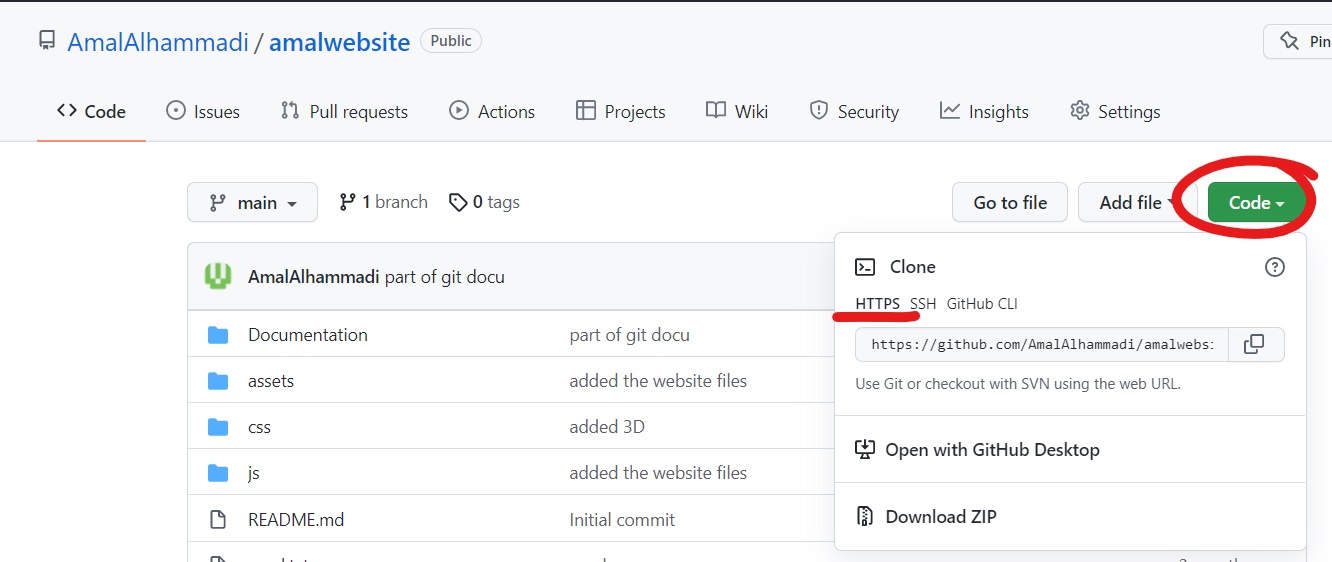 AmalAlhammadi / amalwebsite Public
Pin
Code Issues Pull requests Actions Projects Wiki Security Insights Settings
main 1 branch 0 tags Go to file Add file Code
AmalAlhammadi part of git docu
Clone
HTTPS SSH GitHub CLI
Documentation part of git docu
https://github.com/AmalAlhammadi/amalwebsi
assets added the website files
Use Git or checkout with SVN using the web URL.
css added 3D
Open with GitHub Desktop
js added the website files
README.md Initial commit
Download ZIP